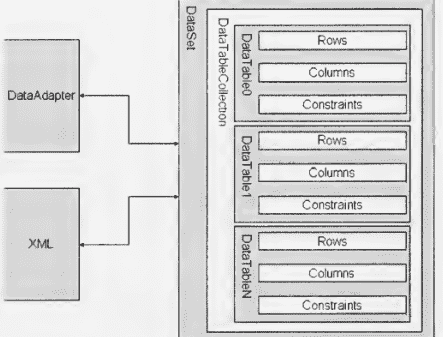 DataAdapter
XML
DataSet
DataTableCollection
DataTable0
Rows
Columns
Constraints
DataTable1
Rows
Columns
Constraints
DataTableN
Rows
Columns
Constraints